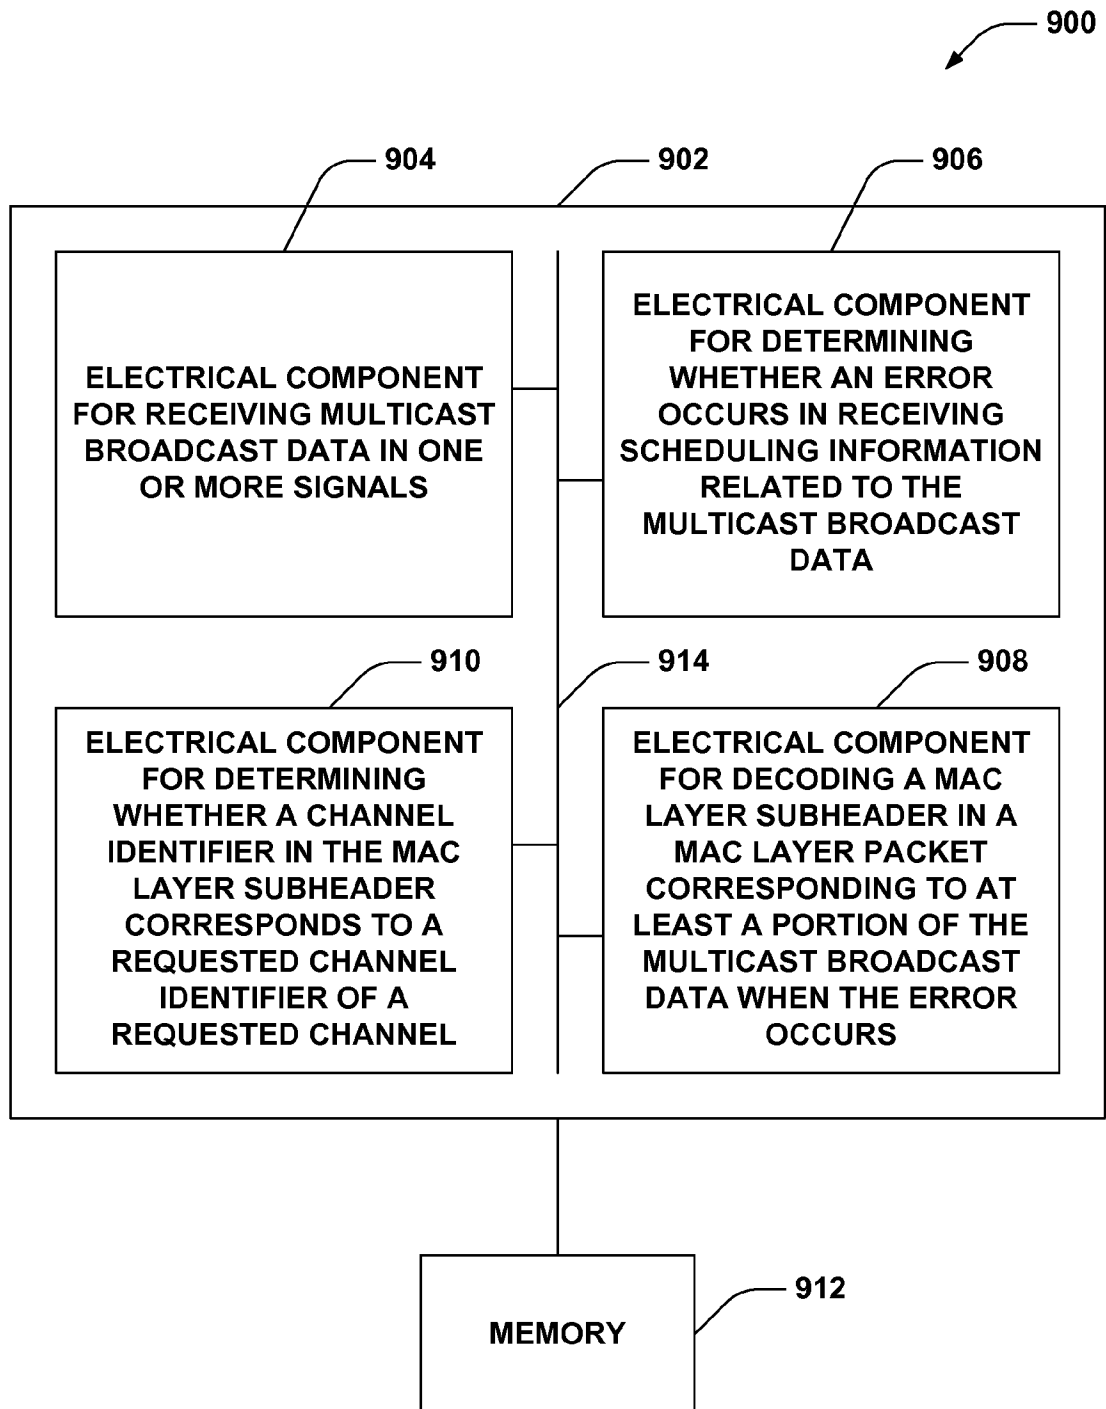 900
904
902
906
ELECTRICAL COMPONENT
FOR RECEIVING MULTICAST
BROADCAST DATA IN ONE
OR MORE SIGNALS
ELECTRICAL COMPONENT
FOR DETERMINING
WHETHER AN ERROR
OCCURS IN RECEIVING
SCHEDULING INFORMATION
RELATED TO THE
MULTICAST BROADCAST
DATA
910
914
908
ELECTRICAL COMPONENT
FOR DETERMINING
WHETHER A CHANNEL
IDENTIFIER IN THE MAC
LAYER SUBHEADER
CORRESPONDS TO A
REQUESTED CHANNEL
IDENTIFIER OF A
REQUESTED CHANNEL
ELECTRICAL COMPONENT
FOR DECODING A MAC
LAYER SUBHEADER IN A
MAC LAYER PACKET
CORRESPONDING TO AT
LEAST A PORTION OF THE
MULTICAST BROADCAST
DATA WHEN THE ERROR
OCCURS
912
MEMORY